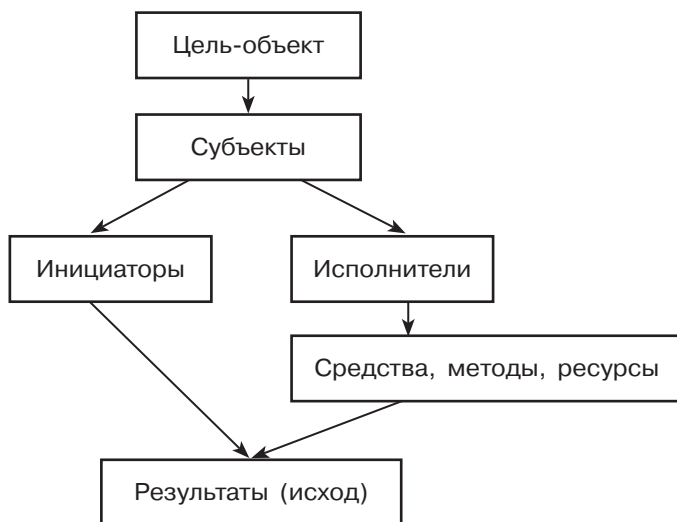 Цель-объект
Субъекты
Инициаторы
Исполнители
Средства, методы, ресурсы
Результаты (исход)